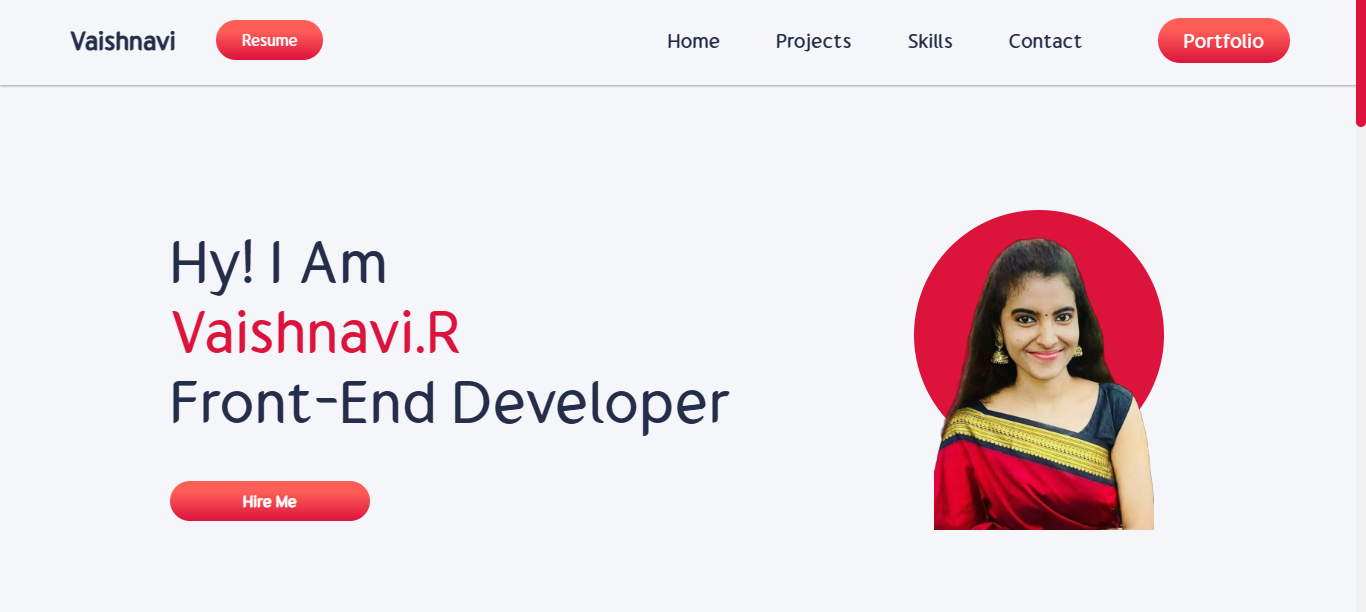 Vaishnavi Resume Home Projects Skills Contact Portfolio
Hy! I Am
Vaishnavi.R
Front-End Developer
Hire Me